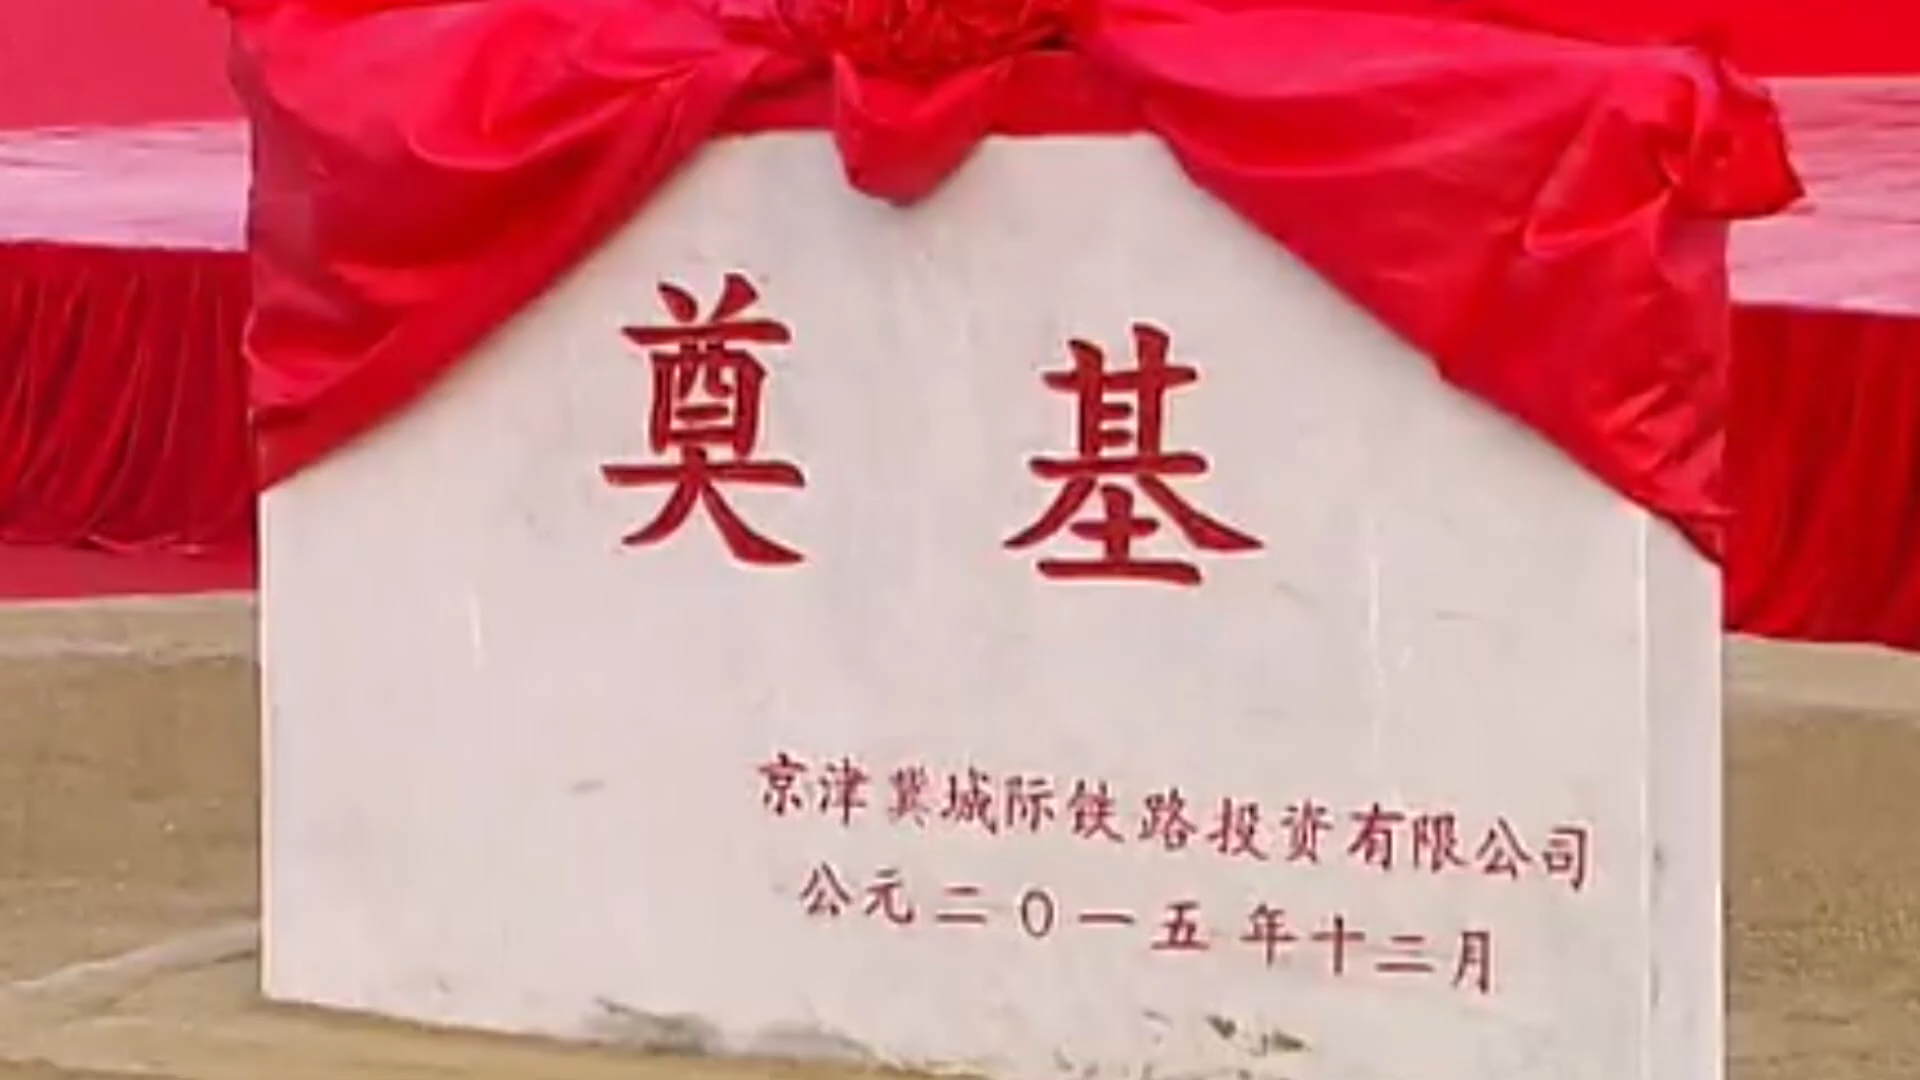 奠基
京津冀城际铁路投资有限公司
公元二〇一五年十二月